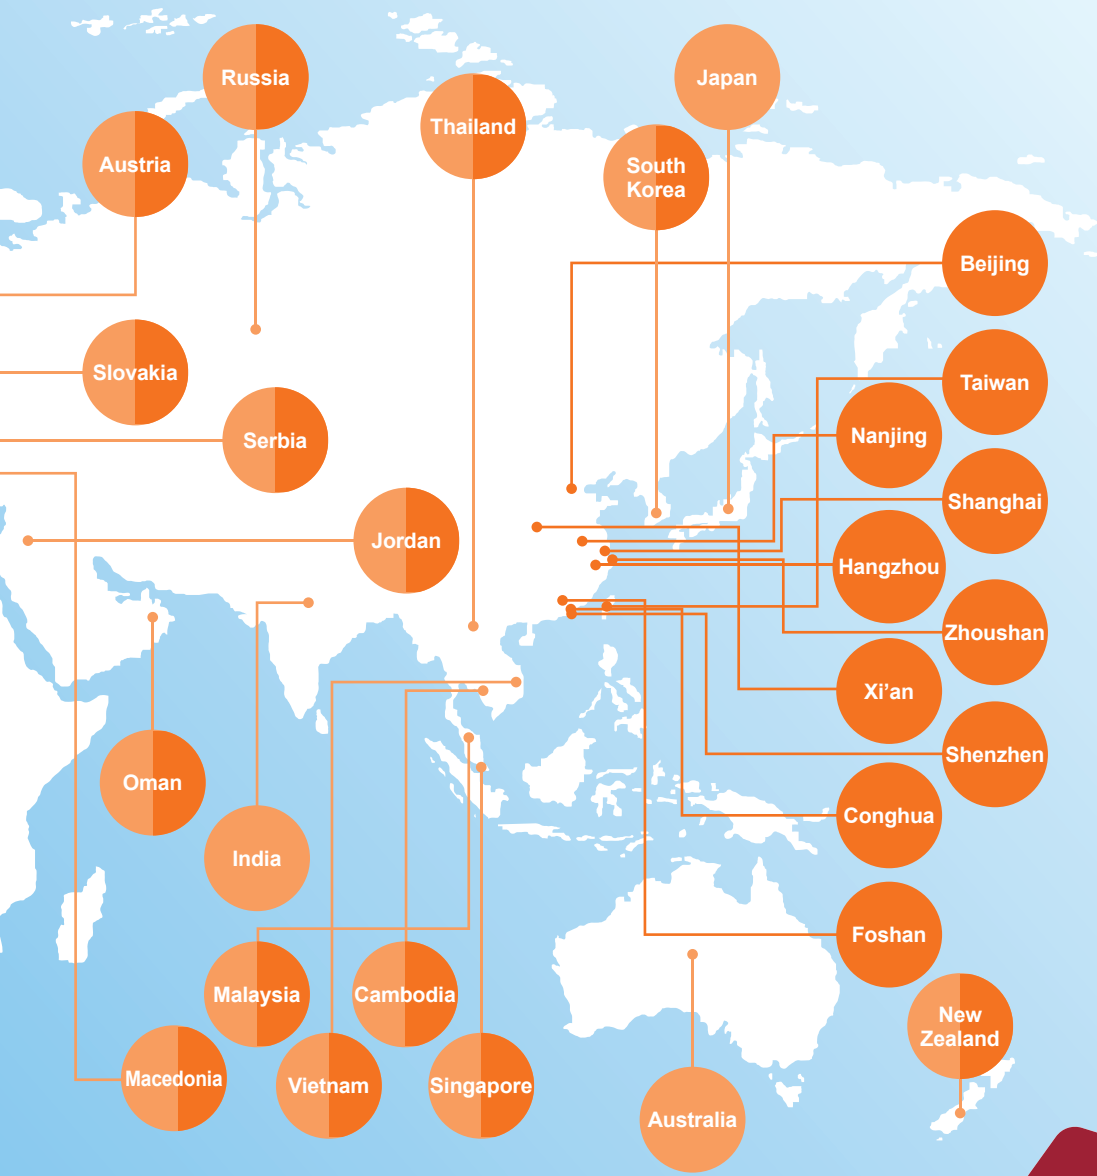 Russia
Japan
Thailand
Austria
South
Korea
Beijing
Slovakia
Taiwan
Nanjing
Serbia
Shanghai
Jordan
Hangzhou
Zhoushan
Xi’an
Shenzhen
Oman
Conghua
India
Foshan
Malaysia
Cambodia
New
Zealand
Macedonia
Vietnam
Singapore
Australia